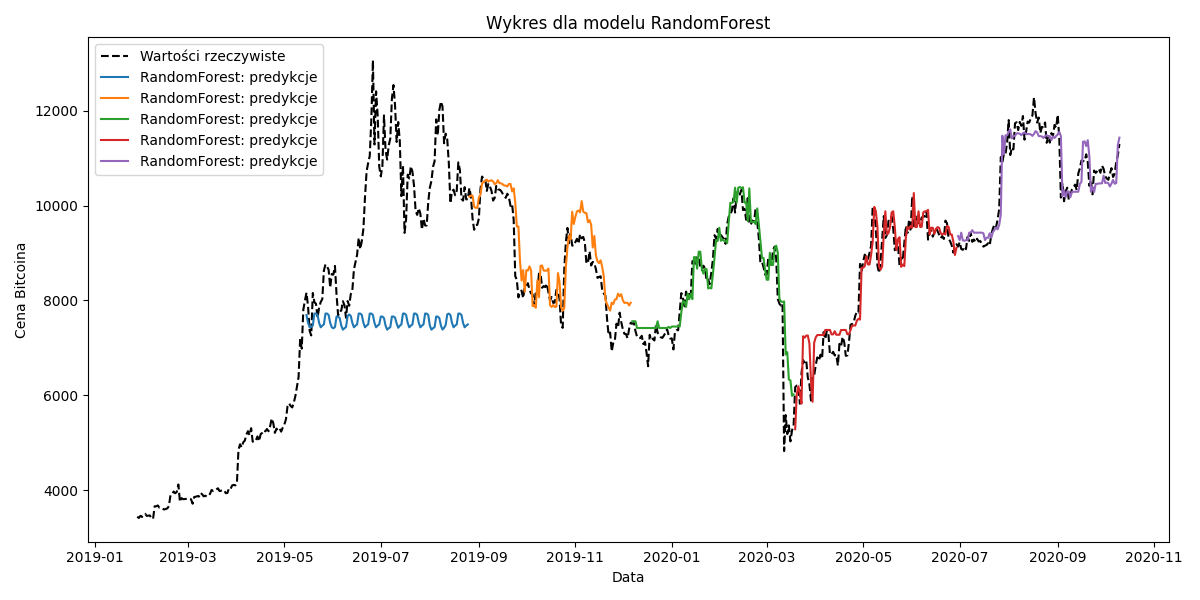 Wykres dla modelu RandomForest
Wartości rzeczywiste
RandomForest: predykcje
RandomForest: predykcje
RandomForest: predykcje
RandomForest: predykcje
RandomForest: predykcje
Cena Bitcoina
12000
10000
8000
6000
4000
2019-01 2019-03 2019-05 2019-07 2019-09 2019-11 2020-01 2020-03 2020-05 2020-07 2020-09 2020-11
Data